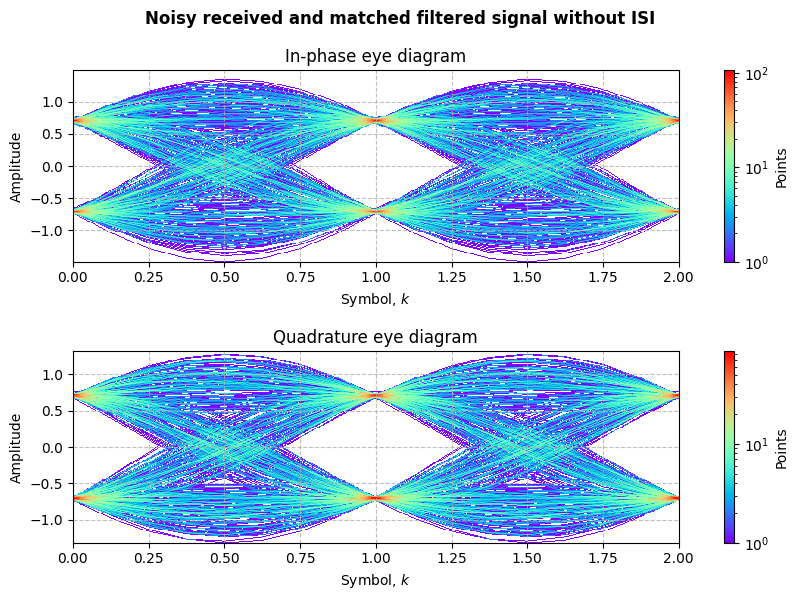 Noisy received and matched filtered signal without ISI
In-phase eye diagram
Amplitude
1.0
0.5
0.0
−0.5
−1.0
0.00 0.25 0.50 0.75 1.00 1.25 1.50 1.75 2.00
Symbol, k
10²
10¹
10⁰
Points
Quadrature eye diagram
Amplitude
1.0
0.5
0.0
−0.5
−1.0
0.00 0.25 0.50 0.75 1.00 1.25 1.50 1.75 2.00
Symbol, k
10¹
10⁰
Points